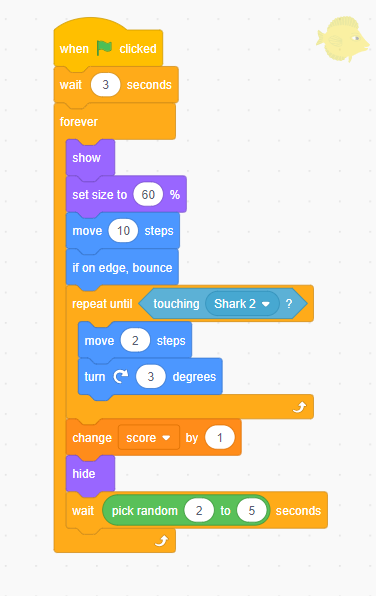 when clicked
wait 3 seconds
forever
show
set size to 60 %
move 10 steps
if on edge, bounce
repeat until touching Shark 2 ?
move 2 steps
turn 3 degrees
change score by 1
hide
wait pick random 2 to 5 seconds